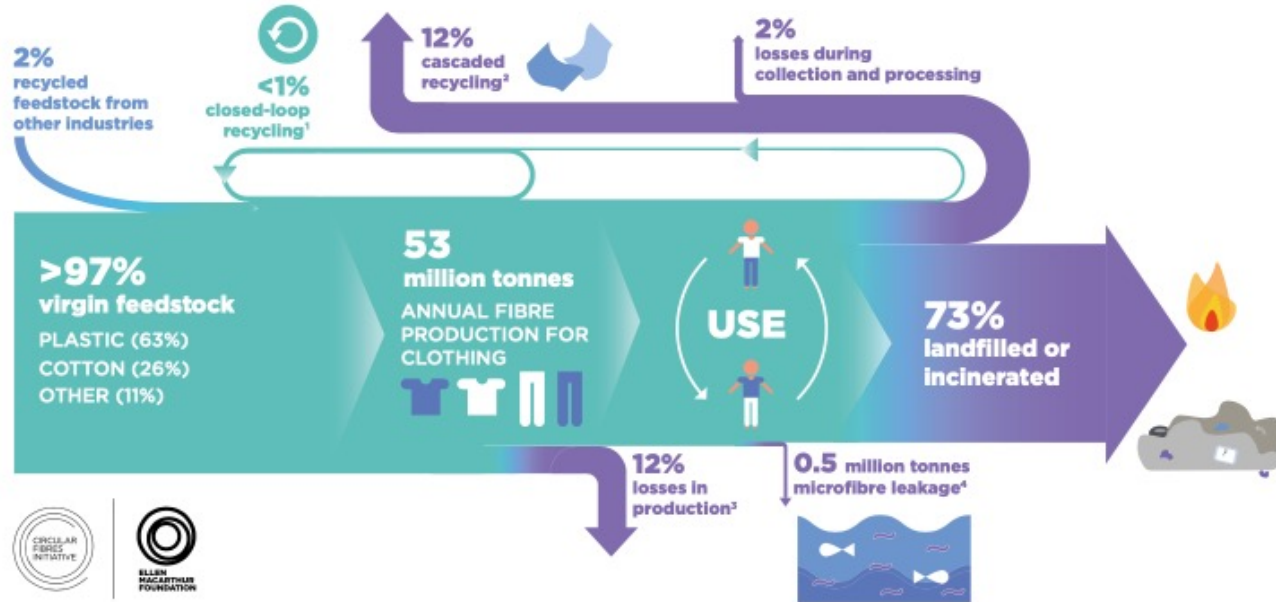 2%
recycled
feedstock from
other industries
<1%
closed-loop
recycling¹
12%
cascaded
recycling²
2%
losses during
collection and processing
>97%
virgin feedstock
PLASTIC (63%)
COTTON (26%)
OTHER (11%)
53
million tonnes
ANNUAL FIBRE
PRODUCTION FOR
CLOTHING
USE
73%
landfilled or
incinerated
12%
losses in
production³
0.5 million tonnes
microfibre leakage⁴
CIRCULAR
FIBRES
INITIATIVE
ELLEN
MACARTHUR
FOUNDATION